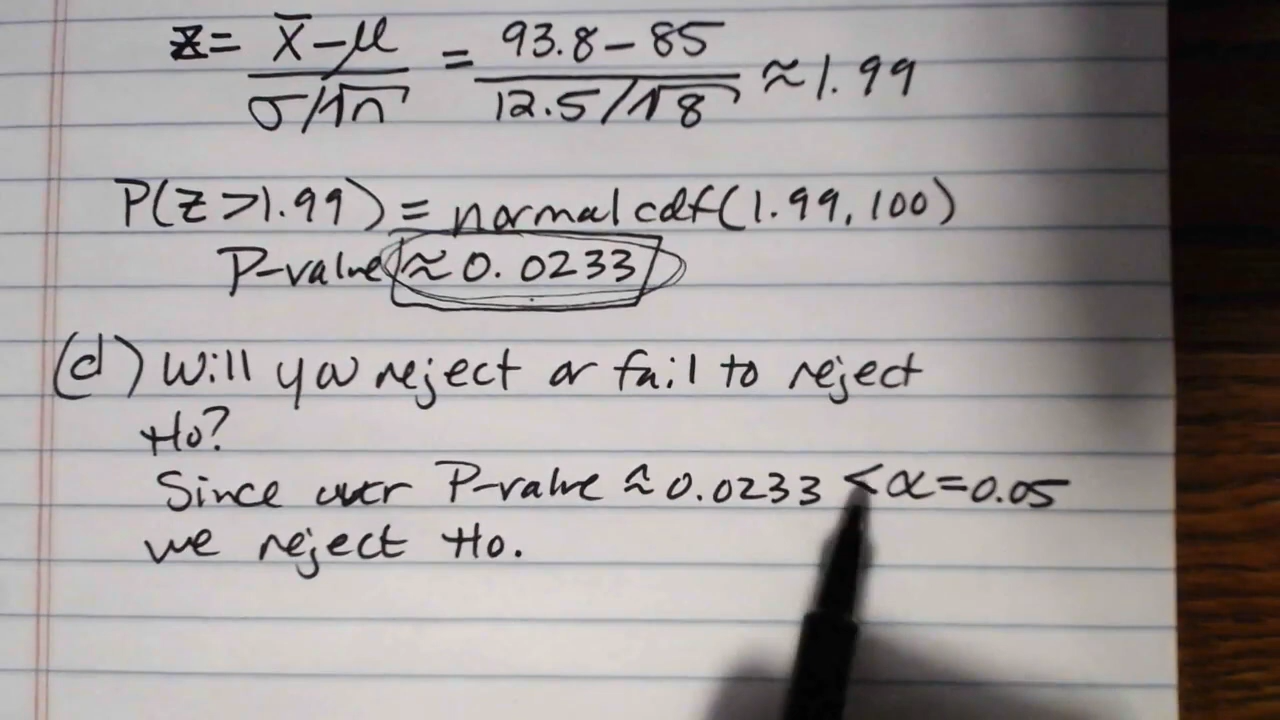 z = x̄ - μ / σ/√n = 93.8 - 85 / 12.5/√8 ≈ 1.99
P(z > 1.99) = normalcdf(1.99, 100)
P-value ≈ 0.0233
(d) Will you reject or fail to reject
Ho?
Since our P-value ≈ 0.0233 < α = 0.05
we reject Ho.